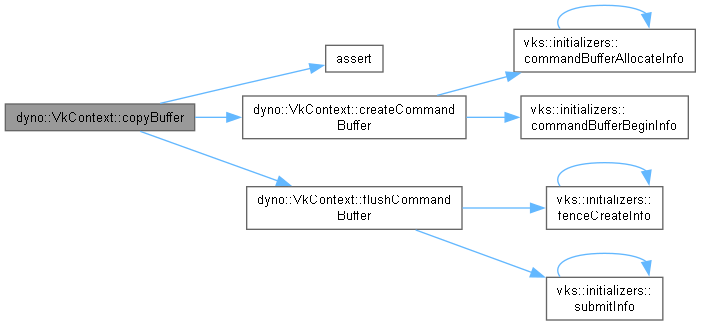 vks::initializers::
commandBufferAllocateInfo
assert
dyno::VkContext::copyBuffer
dyno::VkContext::createCommand
Buffer
vks::initializers::
commandBufferBeginInfo
dyno::VkContext::flushCommand
Buffer
vks::initializers::
fenceCreateInfo
vks::initializers::
submitInfo